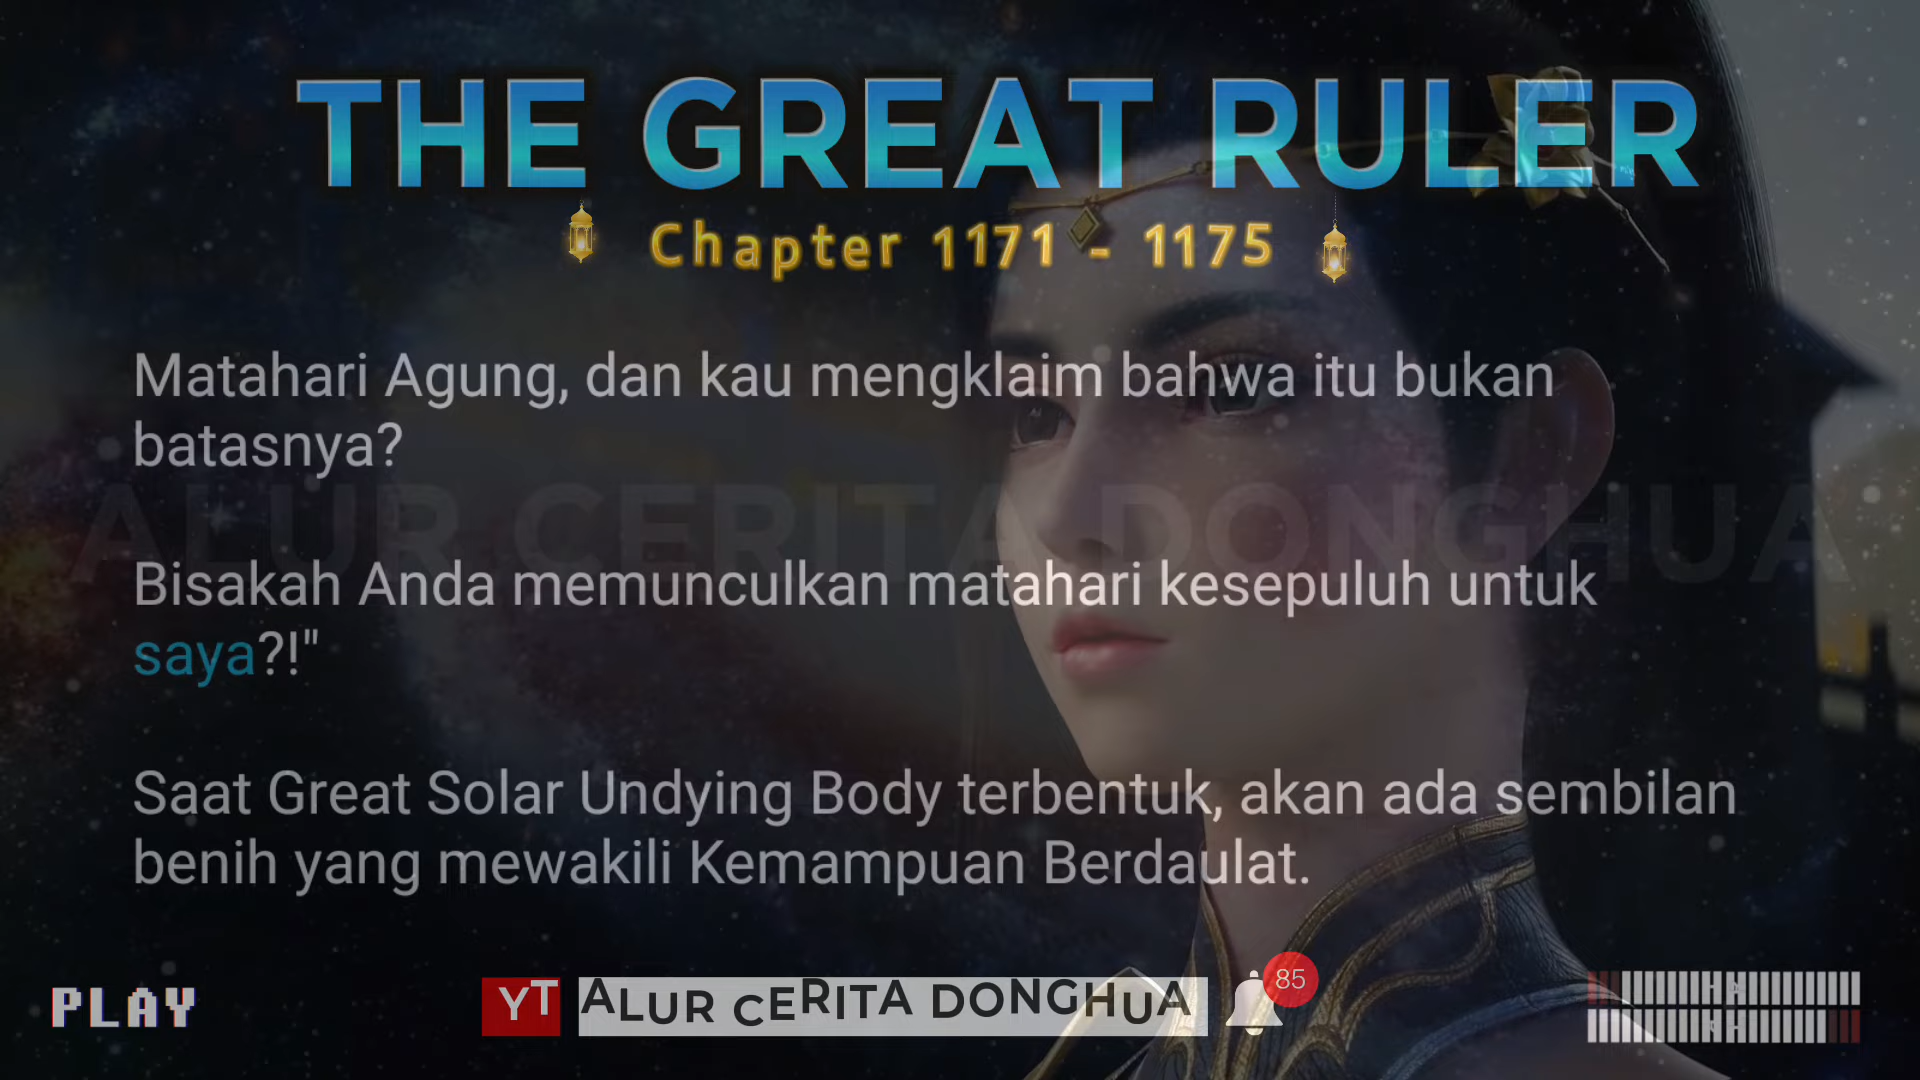 THE GREAT RULER
Chapter 1171 - 1175
Matahari Agung, dan kau mengklaim bahwa itu bukan
batasnya?
ALUR CERITA DONGHUA
Bisakah Anda memunculkan matahari kesepuluh untuk
saya?!"
Saat Great Solar Undying Body terbentuk, akan ada sembilan
benih yang mewakili Kemampuan Berdaulat.
PLAY
YT ALUR CERITA DONGHUA
85